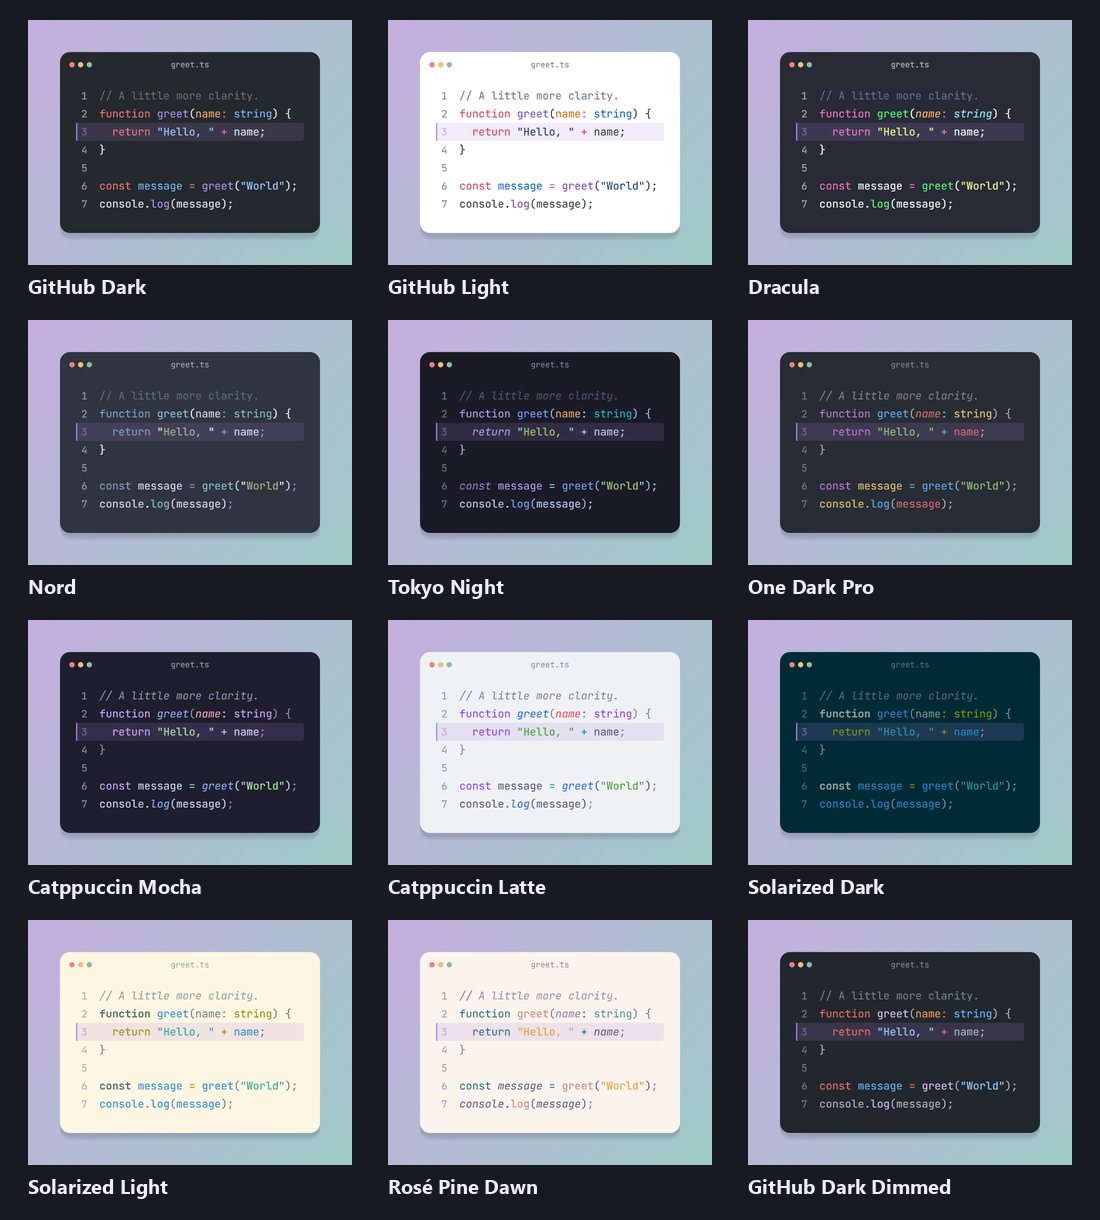 greet.ts
1 // A little more clarity.
2 function greet(name: string) {
3 return "Hello, " + name;
4 }
5
6 const message = greet("World");
7 console.log(message);
GitHub Dark
greet.ts
1 // A little more clarity.
2 function greet(name: string) {
3 return "Hello, " + name;
4 }
5
6 const message = greet("World");
7 console.log(message);
GitHub Light
greet.ts
1 // A little more clarity.
2 function greet(name: string) {
3 return "Hello, " + name;
4 }
5
6 const message = greet("World");
7 console.log(message);
Dracula
greet.ts
1 // A little more clarity.
2 function greet(name: string) {
3 return "Hello, " + name;
4 }
5
6 const message = greet("World");
7 console.log(message);
Nord
greet.ts
1 // A little more clarity.
2 function greet(name: string) {
3 return "Hello, " + name;
4 }
5
6 const message = greet("World");
7 console.log(message);
Tokyo Night
greet.ts
1 // A little more clarity.
2 function greet(name: string) {
3 return "Hello, " + name;
4 }
5
6 const message = greet("World");
7 console.log(message);
One Dark Pro
greet.ts
1 // A little more clarity.
2 function greet(name: string) {
3 return "Hello, " + name;
4 }
5
6 const message = greet("World");
7 console.log(message);
Catppuccin Mocha
greet.ts
1 // A little more clarity.
2 function greet(name: string) {
3 return "Hello, " + name;
4 }
5
6 const message = greet("World");
7 console.log(message);
Catppuccin Latte
greet.ts
1 // A little more clarity.
2 function greet(name: string) {
3 return "Hello, " + name;
4 }
5
6 const message = greet("World");
7 console.log(message);
Solarized Dark
greet.ts
1 // A little more clarity.
2 function greet(name: string) {
3 return "Hello, " + name;
4 }
5
6 const message = greet("World");
7 console.log(message);
Solarized Light
greet.ts
1 // A little more clarity.
2 function greet(name: string) {
3 return "Hello, " + name;
4 }
5
6 const message = greet("World");
7 console.log(message);
Rosé Pine Dawn
greet.ts
1 // A little more clarity.
2 function greet(name: string) {
3 return "Hello, " + name;
4 }
5
6 const message = greet("World");
7 console.log(message);
GitHub Dark Dimmed